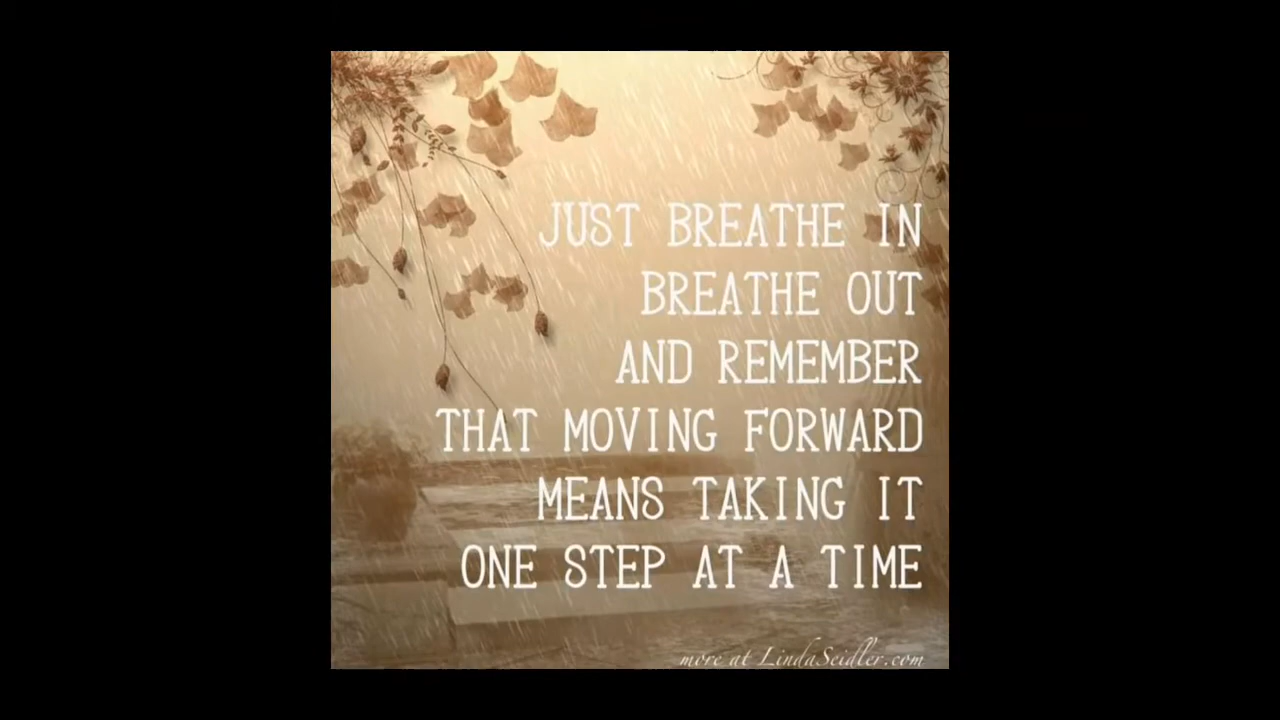 JUST BREATHE IN
BREATHE OUT
AND REMEMBER
THAT MOVING FORWARD
MEANS TAKING IT
ONE STEP AT A TIME
more at LindaSeidler.com